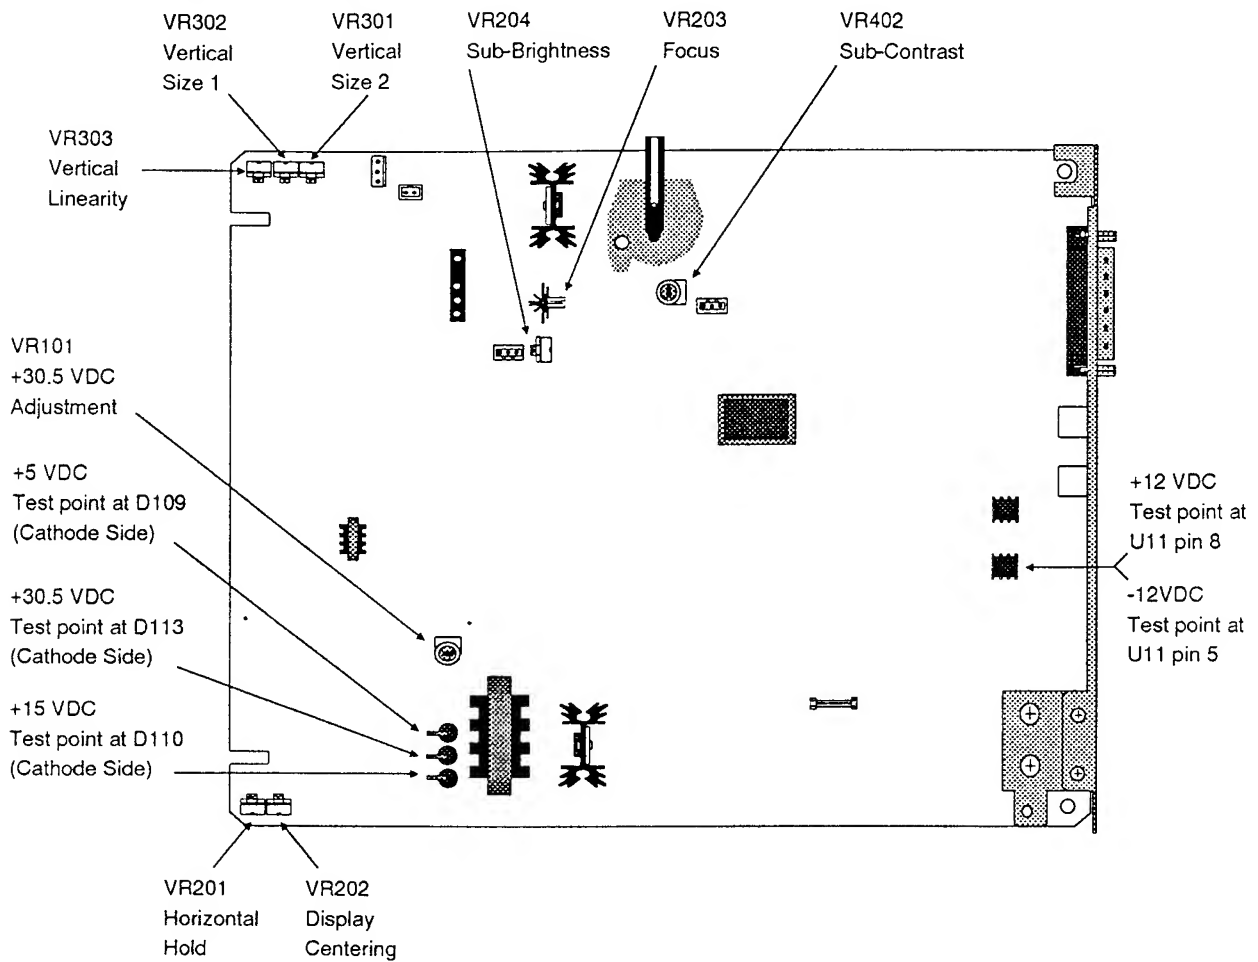 VR302
Vertical
Size 1
VR301
Vertical
Size 2
VR204
Sub-Brightness
VR203
Focus
VR402
Sub-Contrast
VR303
Vertical
Linearity
VR101
+30.5 VDC
Adjustment
+5 VDC
Test point at D109
(Cathode Side)
+30.5 VDC
Test point at D113
(Cathode Side)
+15 VDC
Test point at D110
(Cathode Side)
+12 VDC
Test point at
U11 pin 8
-12VDC
Test point at
U11 pin 5
VR201
Horizontal
Hold
VR202
Display
Centering